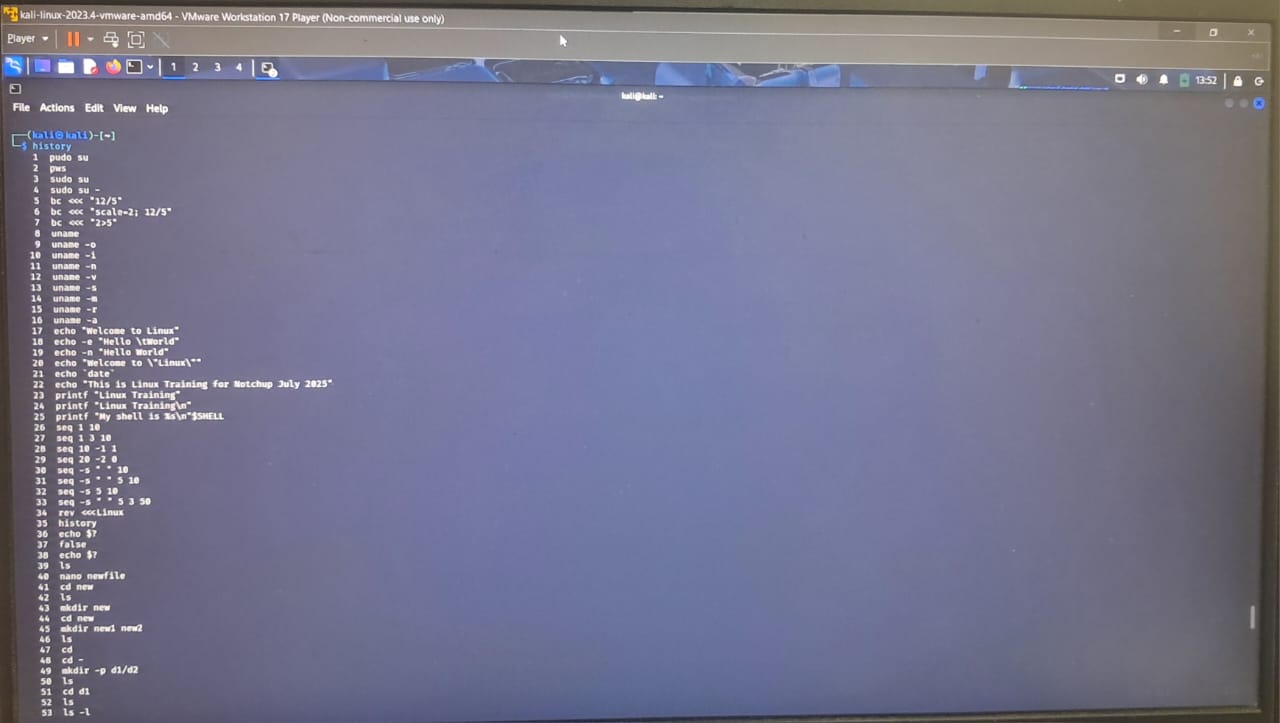 kali-linux-2023.4-vmware-amd64 - VMware Workstation 17 Player (Non-commercial use only)
Player
1 2 3 4
13:52
kali@kali: ~
File Actions Edit View Help
(kali㉿kali)-[~]
$ history
1 pudo su
2 pws
3 sudo su
4 sudo su -
5 bc <<< "12/5"
6 bc <<< "scale=2; 12/5"
7 bc <<< "2>5"
8 uname
9 uname -o
10 uname -i
11 uname -n
12 uname -v
13 uname -s
14 uname -m
15 uname -r
16 uname -a
17 echo "Welcome to Linux"
18 echo -e "Hello \tWorld"
19 echo -n "Hello World"
20 echo "Welcome to \"Linux\""
21 echo `date`
22 echo "This is Linux Training for Notchup July 2025"
23 printf "Linux Training"
24 printf "Linux Training\n"
25 printf "My shell is %s\n"$SHELL
26 seq 1 10
27 seq 1 3 10
28 seq 10 -1 1
29 seq 20 -2 0
30 seq -s " " 10
31 seq -s " " 5 10
32 seq -s 5 10
33 seq -s " " 5 3 50
34 rev <<<Linux
35 history
36 echo $?
37 false
38 echo $?
39 ls
40 nano newfile
41 cd new
42 ls
43 mkdir new
44 cd new
45 mkdir new1 new2
46 ls
47 cd
48 cd -
49 mkdir -p d1/d2
50 ls
51 cd d1
52 ls
53 ls -l